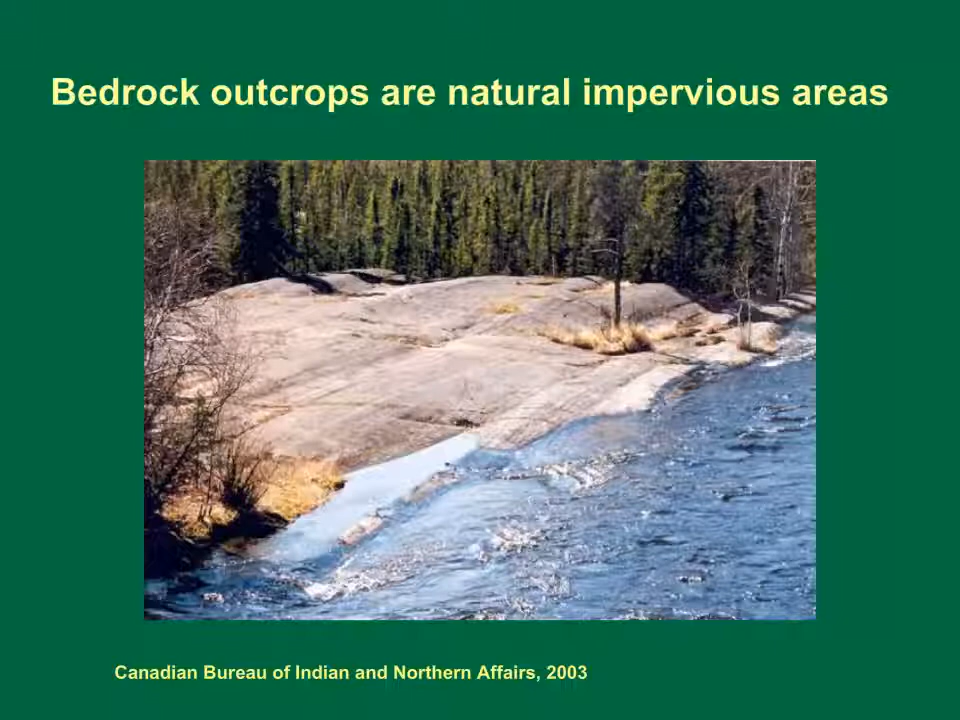 Bedrock outcrops are natural impervious areas
Canadian Bureau of Indian and Northern Affairs, 2003